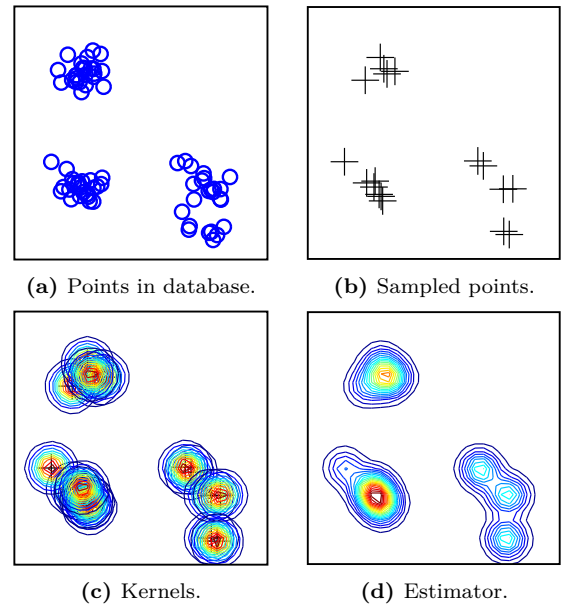 (a) Points in database.
(b) Sampled points.
(c) Kernels.
(d) Estimator.